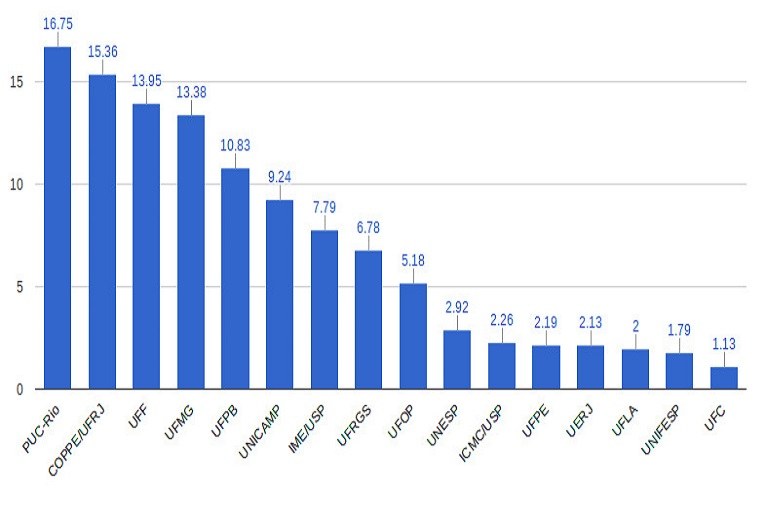 16.75
15.36
13.95
13.38
10.83
9.24
7.79
6.78
5.18
2.92
2.26
2.19
2.13
2
1.79
1.13
15
10
5
0
PUC-Rio
COPPE/UFRJ
UFF
UFMG
UFPB
UNICAMP
IME/USP
UFRGS
UFOP
UNESP
ICMC/USP
UFPE
UERJ
UFLA
UNIFESP
UFC